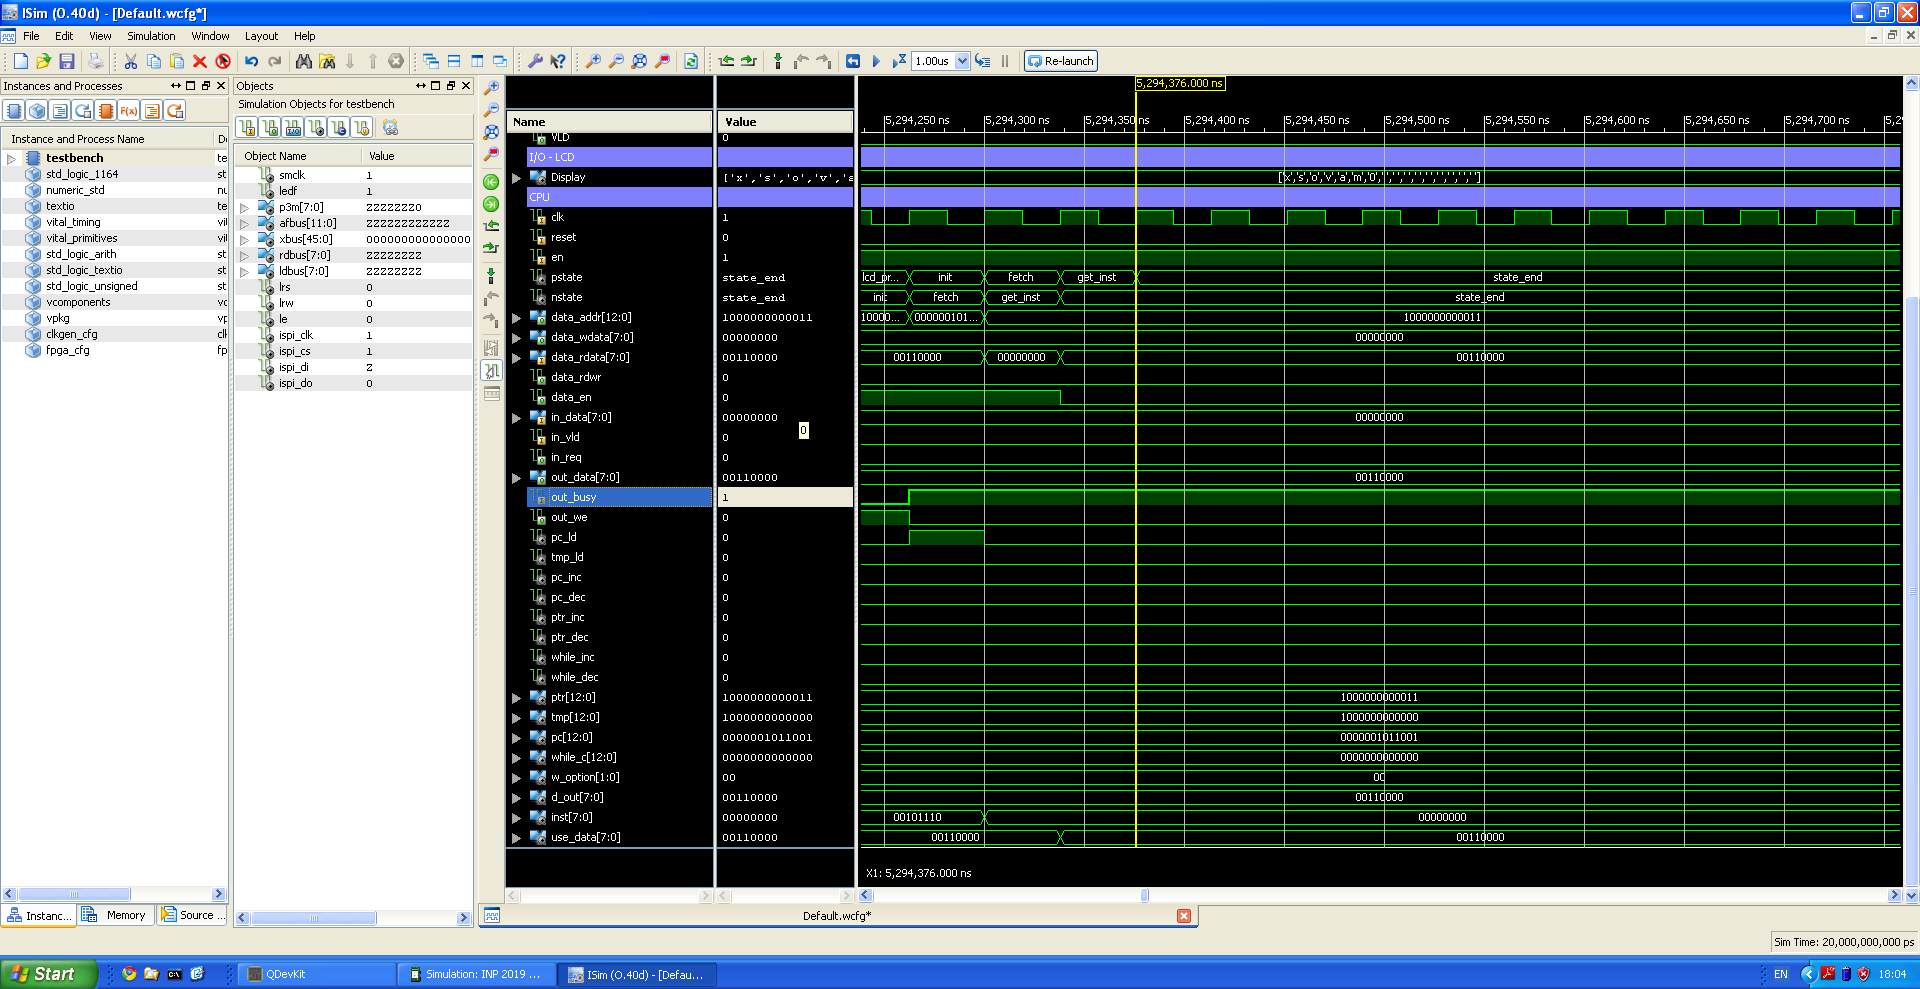 ISim (O.40d) - [Default.wcfg*]
File Edit View Simulation Window Layout Help
1.00us Re-launch
Instances and Processes
Instance and Process Name
testbench te
std_logic_1164 st
numeric_std nu
textio te
vital_timing vi
vital_primitives vi
std_logic_arith st
std_logic_textio st
std_logic_unsigned st
vcomponents vc
vpkg vp
clkgen_cfg cl
fpga_cfg fp
Instanc... Memory Source ...
Objects
Simulation Objects for testbench
Object Name Value
smclk 1
ledf 1
p3m[7:0] ZZZZZZZ0
afbus[11:0] ZZZZZZZZZZZZ
xbus[45:0] 0000000000000000
rdbus[7:0] ZZZZZZZZ
ldbus[7:0] ZZZZZZZZ
lrs 0
lrw 0
le 0
ispi_clk 1
ispi_cs 1
ispi_di Z
ispi_do 0
5,294,376.000 ns
Name Value 5,294,250 ns 5,294,300 ns 5,294,350 ns 5,294,400 ns 5,294,450 ns 5,294,500 ns 5,294,550 ns 5,294,600 ns 5,294,650 ns 5,294,700 ns 5,2
VLD 0
I/O - LCD
Display ['x','s','o','v','a ['x','s','o','v','a','m','0',' ',' ',' ',' ',' ',' ',' ',' ',' ']
CPU
clk 1
reset 0
en 1
pstate state_end lcd_pr... init fetch get_inst state_end
nstate state_end init fetch get_inst state_end
data_addr[12:0] 1000000000011 10000... 000000101... 1000000000011
data_wdata[7:0] 00000000 00000000
data_rdata[7:0] 00110000 00110000 00000000 00110000
data_rdwr 0
data_en 0
in_data[7:0] 00000000 00000000
0
in_vld 0
in_req 0
out_data[7:0] 00110000 00110000
out_busy 1
out_we 0
pc_ld 0
tmp_ld 0
pc_inc 0
pc_dec 0
ptr_inc 0
ptr_dec 0
while_inc 0
while_dec 0
ptr[12:0] 1000000000011 1000000000011
tmp[12:0] 1000000000000 1000000000000
pc[12:0] 0000001011001 0000001011001
while_c[12:0] 0000000000000 0000000000000
w_option[1:0] 00 00
d_out[7:0] 00110000 00110000
inst[7:0] 00000000 00101110 00000000
use_data[7:0] 00110000 00110000 00110000
X1: 5,294,376.000 ns
Default.wcfg*
Sim Time: 20,000,000,000 ps
Start QDevKit Simulation: INP 2019 ... ISim (O.40d) - [Defau... EN 18:04